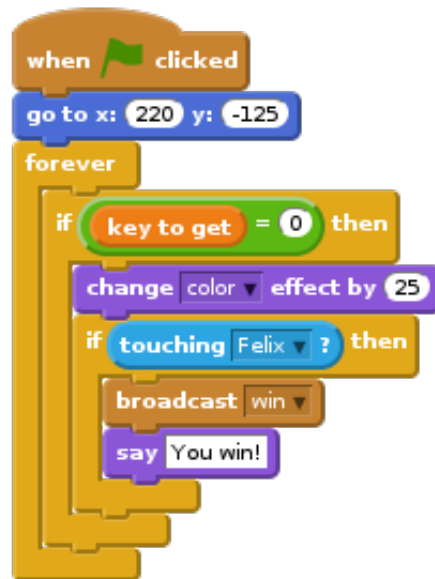 when clicked
go to x: 220 y: -125
forever
if key to get = 0 then
change color effect by 25
if touching Felix ? then
broadcast win
say You win!